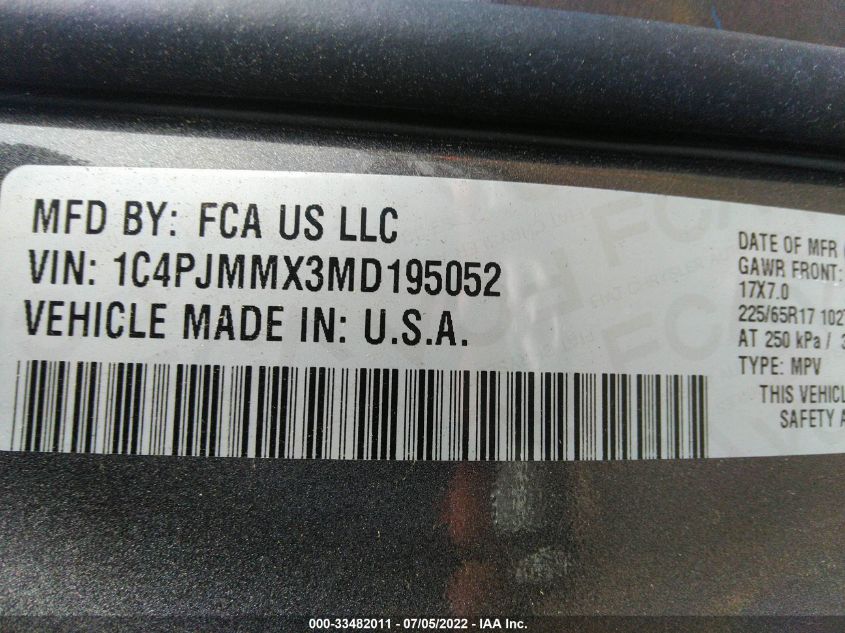 MFD BY: FCA US LLC
VIN: 1C4PJMMX3MD195052
VEHICLE MADE IN: U.S.A.
DATE OF MFR
GAWR FRONT:
17X7.0
225/65R17 102T
AT 250 kPa /
TYPE: MPV
THIS VEHICL
SAFETY A
000-33482011 - 07/05/2022 - IAA Inc.